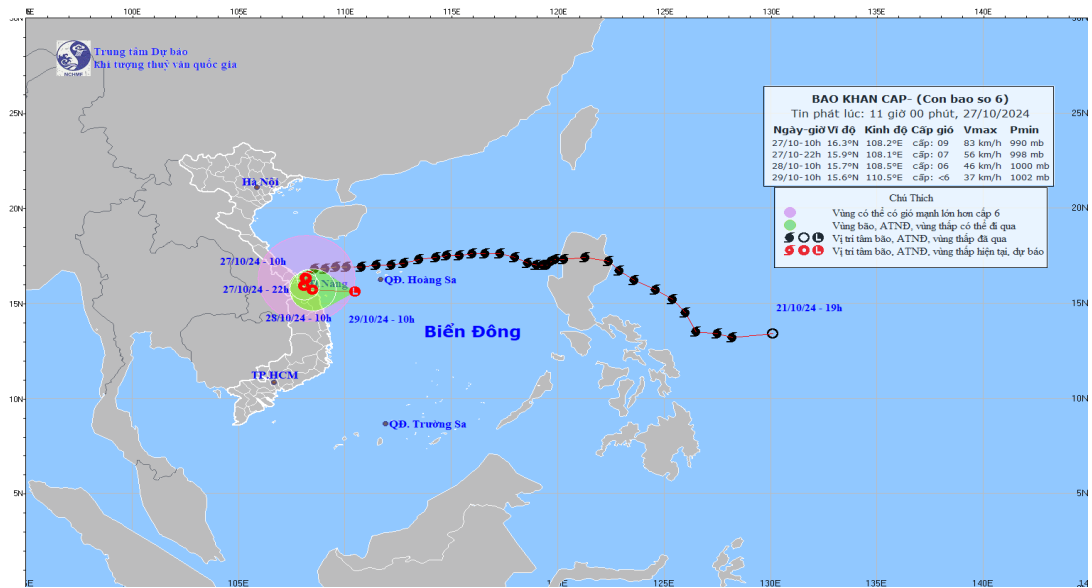 100E 105E 110E 115E 120E 125E 130E 135E 140E
Trung tâm Dự báo
Khí tượng thuỷ văn quốc gia
NCHMF
25N
20N
15N
10N
5N
BAO KHAN CAP- (Con bao so 6)
Tin phát lúc: 11 giờ 00 phút, 27/10/2024
Ngày-giờ Vĩ độ Kinh độ Cấp gió Vmax Pmin
27/10-10h 16.3°N 108.2°E cấp: 09 83 km/h 990 mb
27/10-22h 15.9°N 108.1°E cấp: 07 56 km/h 998 mb
28/10-10h 15.7°N 108.5°E cấp: 06 46 km/h 1000 mb
29/10-10h 15.6°N 110.5°E cấp: <6 37 km/h 1002 mb
Chú Thích
Vùng có thể có gió mạnh lớn hơn cấp 6
Vùng bão, ATNĐ, vùng thấp có thể đi qua
Vị trí tâm bão, ATNĐ, vùng thấp đã qua
Vị trí tâm bão, ATNĐ, vùng thấp hiện tại, dự báo
Hà Nội
27/10/24 - 10h
QĐ. Hoàng Sa
27/10/24 - 22h
Nẵng
L
28/10/24 - 10h
29/10/24 - 10h
21/10/24 - 19h
Biển Đông
TP.HCM
QĐ. Trường Sa
105E 110E 115E 125E 130E 135E 140E